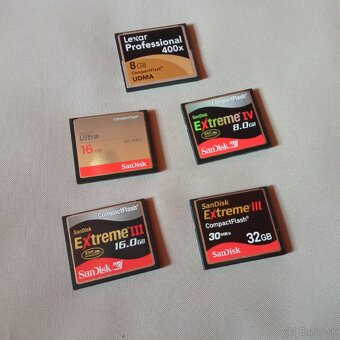 Lexar
Professional
400x
8GB
CompactFlash
UDMA
CompactFlash
Ultra
16GB
SanDisk
CompactFlash
Extreme IV
8.0GB
SanDisk
CompactFlash
Extreme III
16.0GB
SanDisk
SanDisk
Extreme III
CompactFlash
30MB/s
32GB
SanDisk